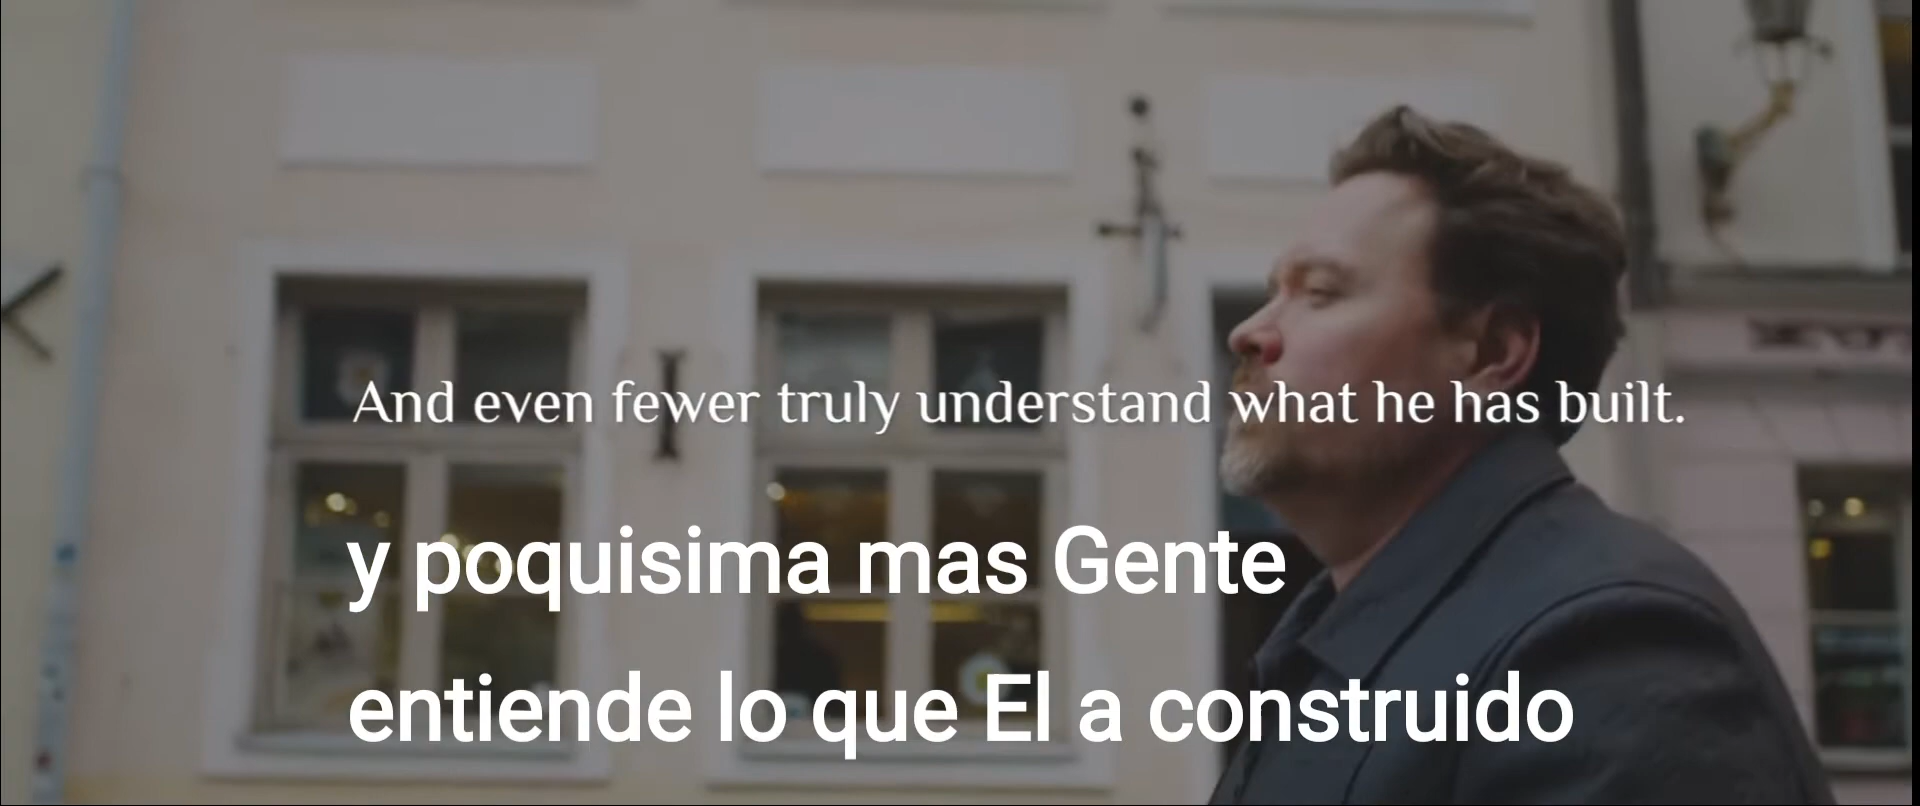 And even fewer truly understand what he has built.
y poquisima mas Gente
entiende lo que El a construido